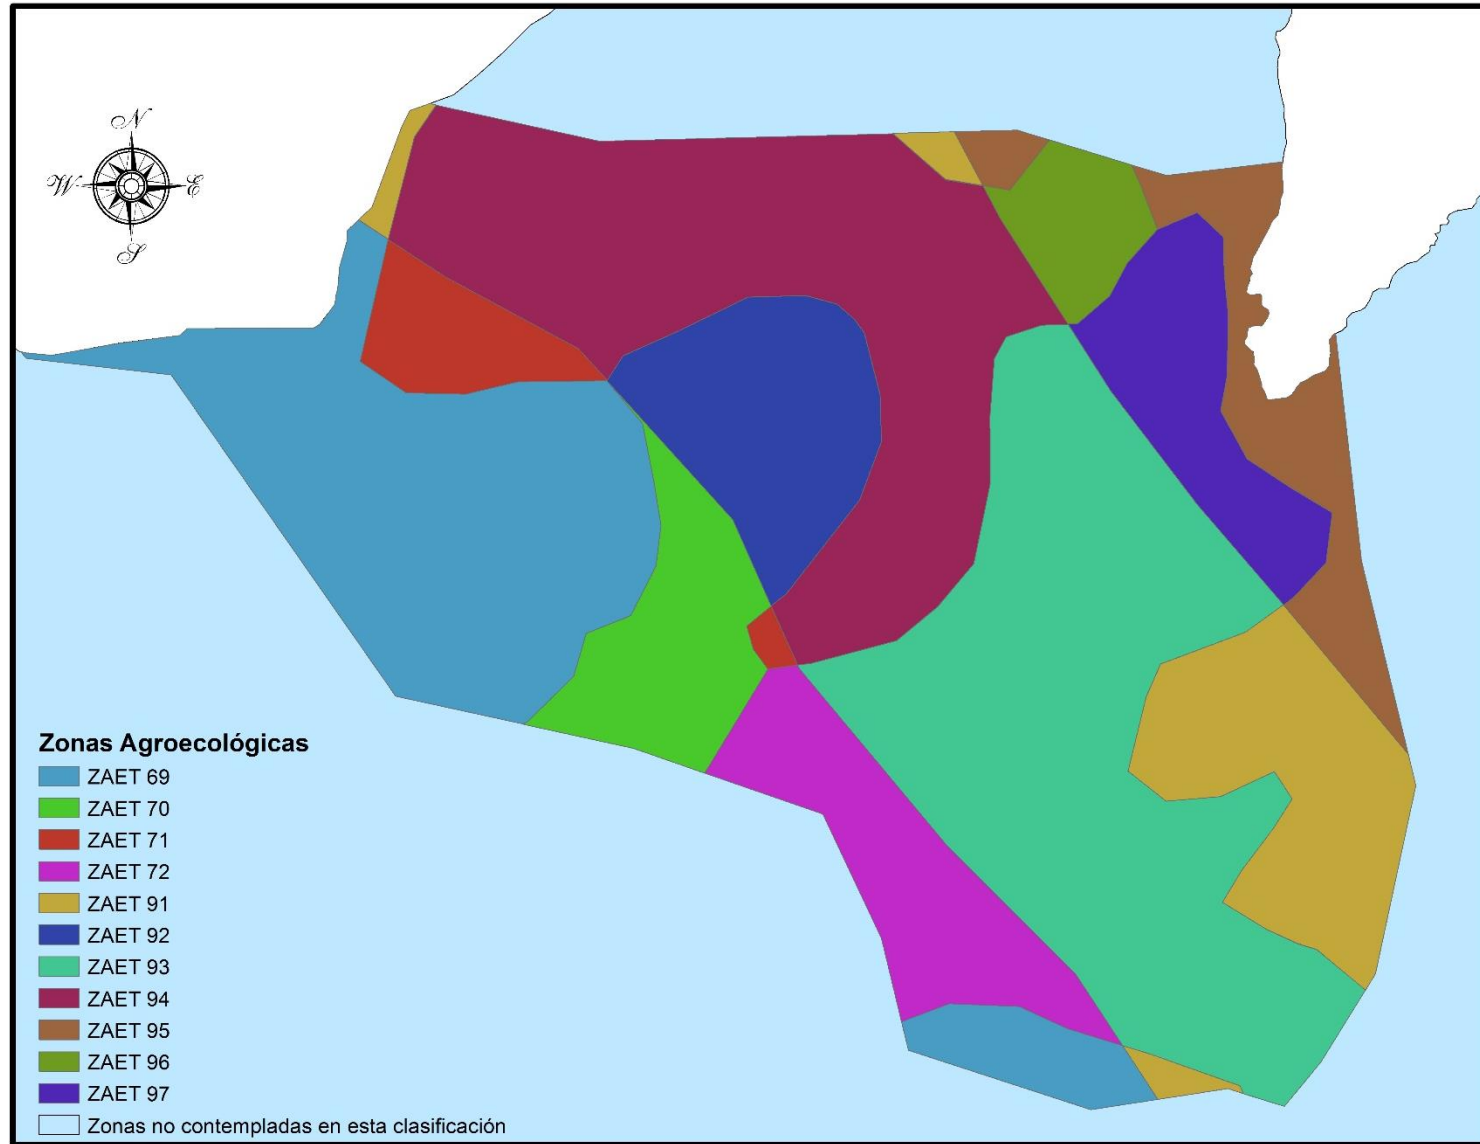 N
W E
S
Zonas Agroecológicas
ZAET 69
ZAET 70
ZAET 71
ZAET 72
ZAET 91
ZAET 92
ZAET 93
ZAET 94
ZAET 95
ZAET 96
ZAET 97
Zonas no contempladas en esta clasificación